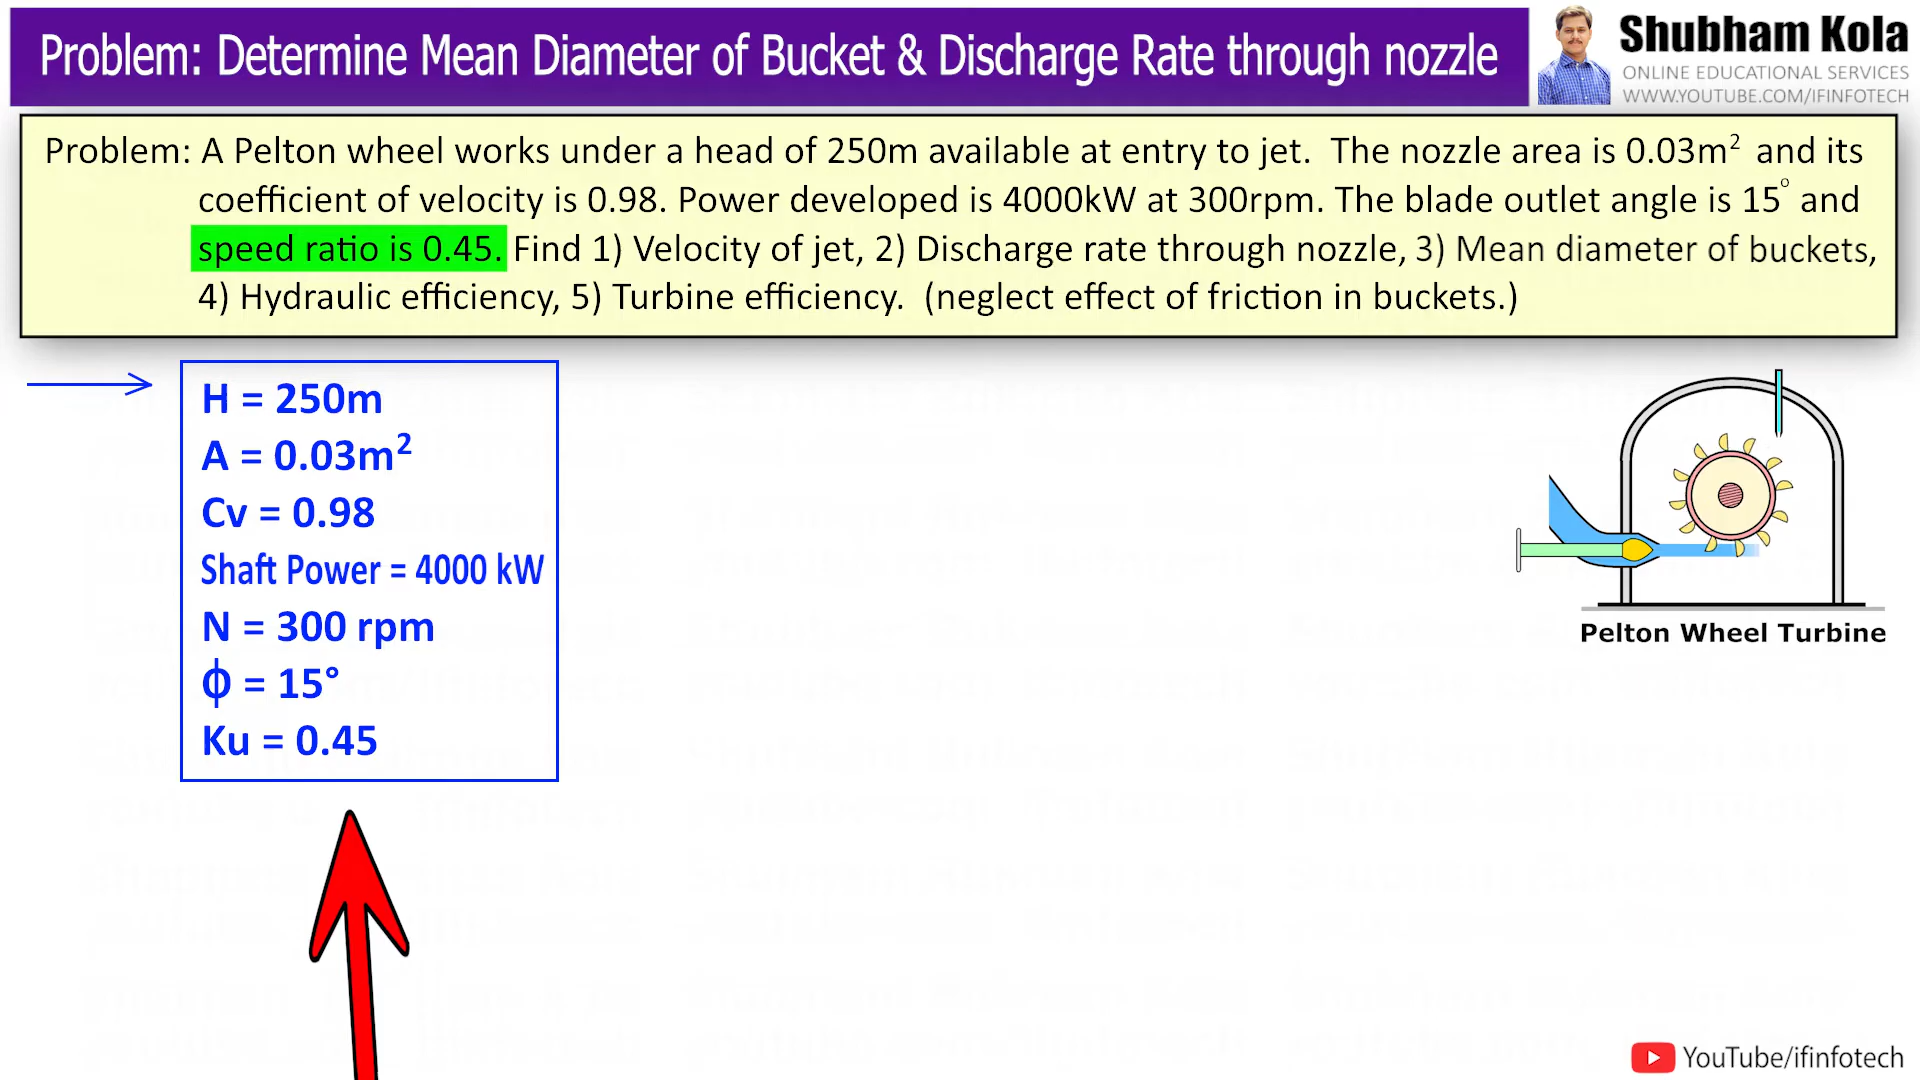 Problem: Determine Mean Diameter of Bucket & Discharge Rate through nozzle
Shubham Kola
ONLINE EDUCATIONAL SERVICES
WWW.YOUTUBE.COM/IFINFOTECH
Problem: A Pelton wheel works under a head of 250m available at entry to jet. The nozzle area is 0.03m² and its
coefficient of velocity is 0.98. Power developed is 4000kW at 300rpm. The blade outlet angle is 15° and
speed ratio is 0.45. Find 1) Velocity of jet, 2) Discharge rate through nozzle, 3) Mean diameter of buckets,
4) Hydraulic efficiency, 5) Turbine efficiency. (neglect effect of friction in buckets.)
H = 250m
A = 0.03m²
Cv = 0.98
Shaft Power = 4000 kW
N = 300 rpm
ϕ = 15°
Ku = 0.45
Pelton Wheel Turbine
YouTube/ifinfotech